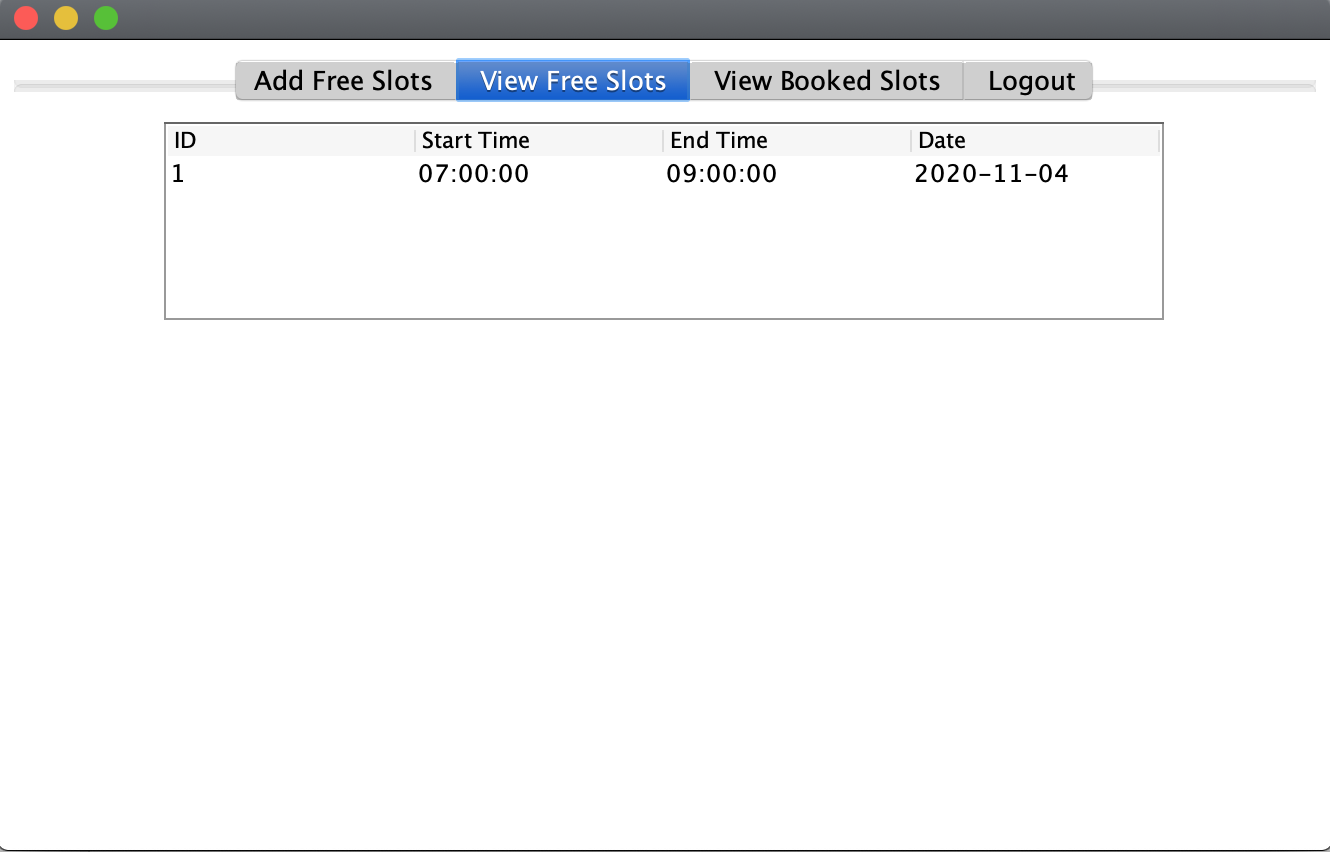 Add Free Slots View Free Slots View Booked Slots Logout
ID Start Time End Time Date
1 07:00:00 09:00:00 2020-11-04